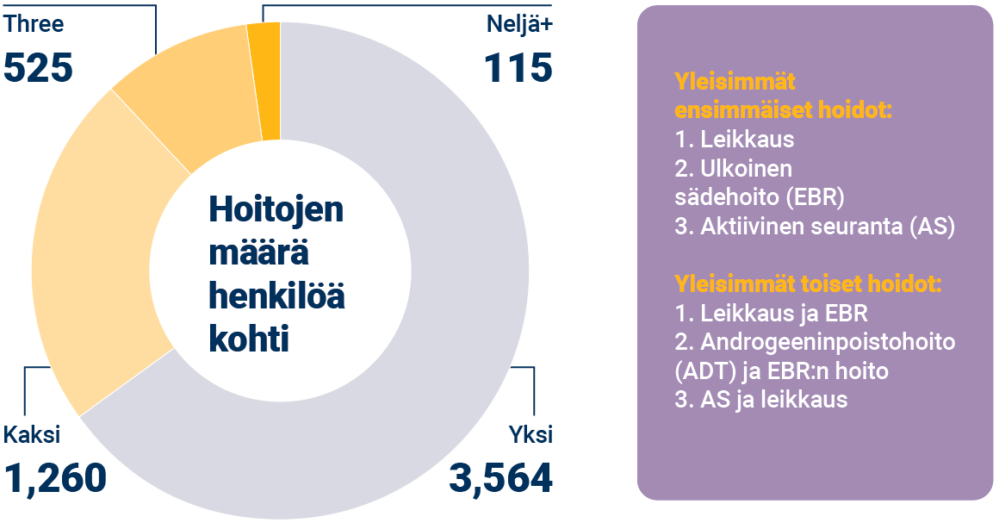 Three
525
Neljä+
115
Hoitojen
määrä
henkilöä
kohti
Kaksi
1,260
Yksi
3,564
Yleisimmät
ensimmäiset hoidot:
1. Leikkaus
2. Ulkoinen
sädehoito (EBR)
3. Aktiivinen seuranta (AS)
Yleisimmät toiset hoidot:
1. Leikkaus ja EBR
2. Androgeeninpoistohoito
(ADT) ja EBR:n hoito
3. AS ja leikkaus